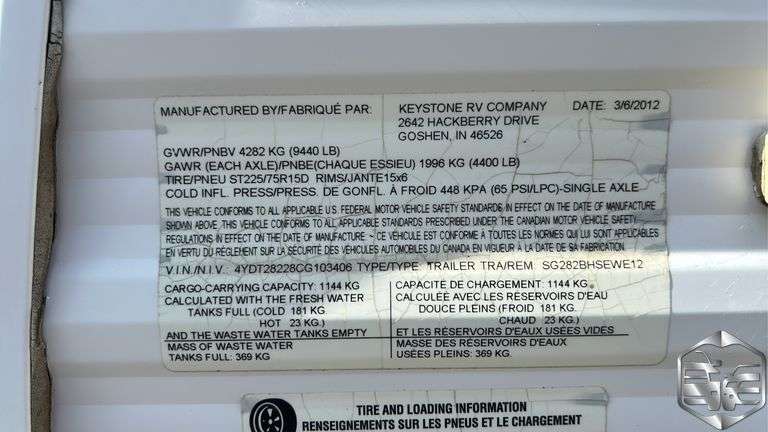 MANUFACTURED BY/FABRIQUÉ PAR: KEYSTONE RV COMPANY DATE: 3/6/2012
2642 HACKBERRY DRIVE
GOSHEN, IN 46526
GVWR/PNBV 4282 KG (9440 LB)
GAWR (EACH AXLE)/PNBE(CHAQUE ESSIEU) 1996 KG (4400 LB)
TIRE/PNEU ST225/75R15D RIMS/JANTE15x6
COLD INFL. PRESS/PRESS. DE GONFL. À FROID 448 KPA (65 PSI/LPC)-SINGLE AXLE
THIS VEHICLE CONFORMS TO ALL APPLICABLE U.S. FEDERAL MOTOR VEHICLE SAFETY STANDARDS IN EFFECT ON THE DATE OF MANUFACTURE
SHOWN ABOVE. THIS VEHICLE CONFORMS TO ALL APPLICABLE STANDARDS PRESCRIBED UNDER THE CANADIAN MOTOR VEHICLE SAFETY
REGULATIONS IN EFFECT ON THE DATE OF MANUFACTURE ~ CE VÉHICULE EST CONFORME À TOUTES LES NORMES QUI LUI SONT APPLICABLES
EN VERTU DU RÈGLEMENT SUR LA SÉCURITÉ DES VÉHICULES AUTOMOBILES DU CANADA EN VIGUEUR À LA DATE DE SA FABRICATION.
V.I.N./N.I.V. 4YDT28228CG103406 TYPE/TYPE. TRAILER TRA/REM SG282BHSEWE12
CARGO-CARRYING CAPACITY: 1144 KG
CALCULATED WITH THE FRESH WATER
TANKS FULL (COLD 181 KG
HOT 23 KG.)
AND THE WASTE WATER TANKS EMPTY
MASS OF WASTE WATER
TANKS FULL: 369 KG
CAPACITÉ DE CHARGEMENT: 1144 KG
CALCULÉE AVEC LES RÉSERVOIRS D'EAU
DOUCE PLEINS (FROID 181 KG
CHAUD 23 KG.)
ET LES RÉSERVOIRS D'EAUX USÉES VIDES
MASSE DES RÉSERVOIRS D'EAUX
USÉES PLEINS: 369 KG
TIRE AND LOADING INFORMATION
RENSEIGNEMENTS SUR LES PNEUS ET LE CHARGEMENT